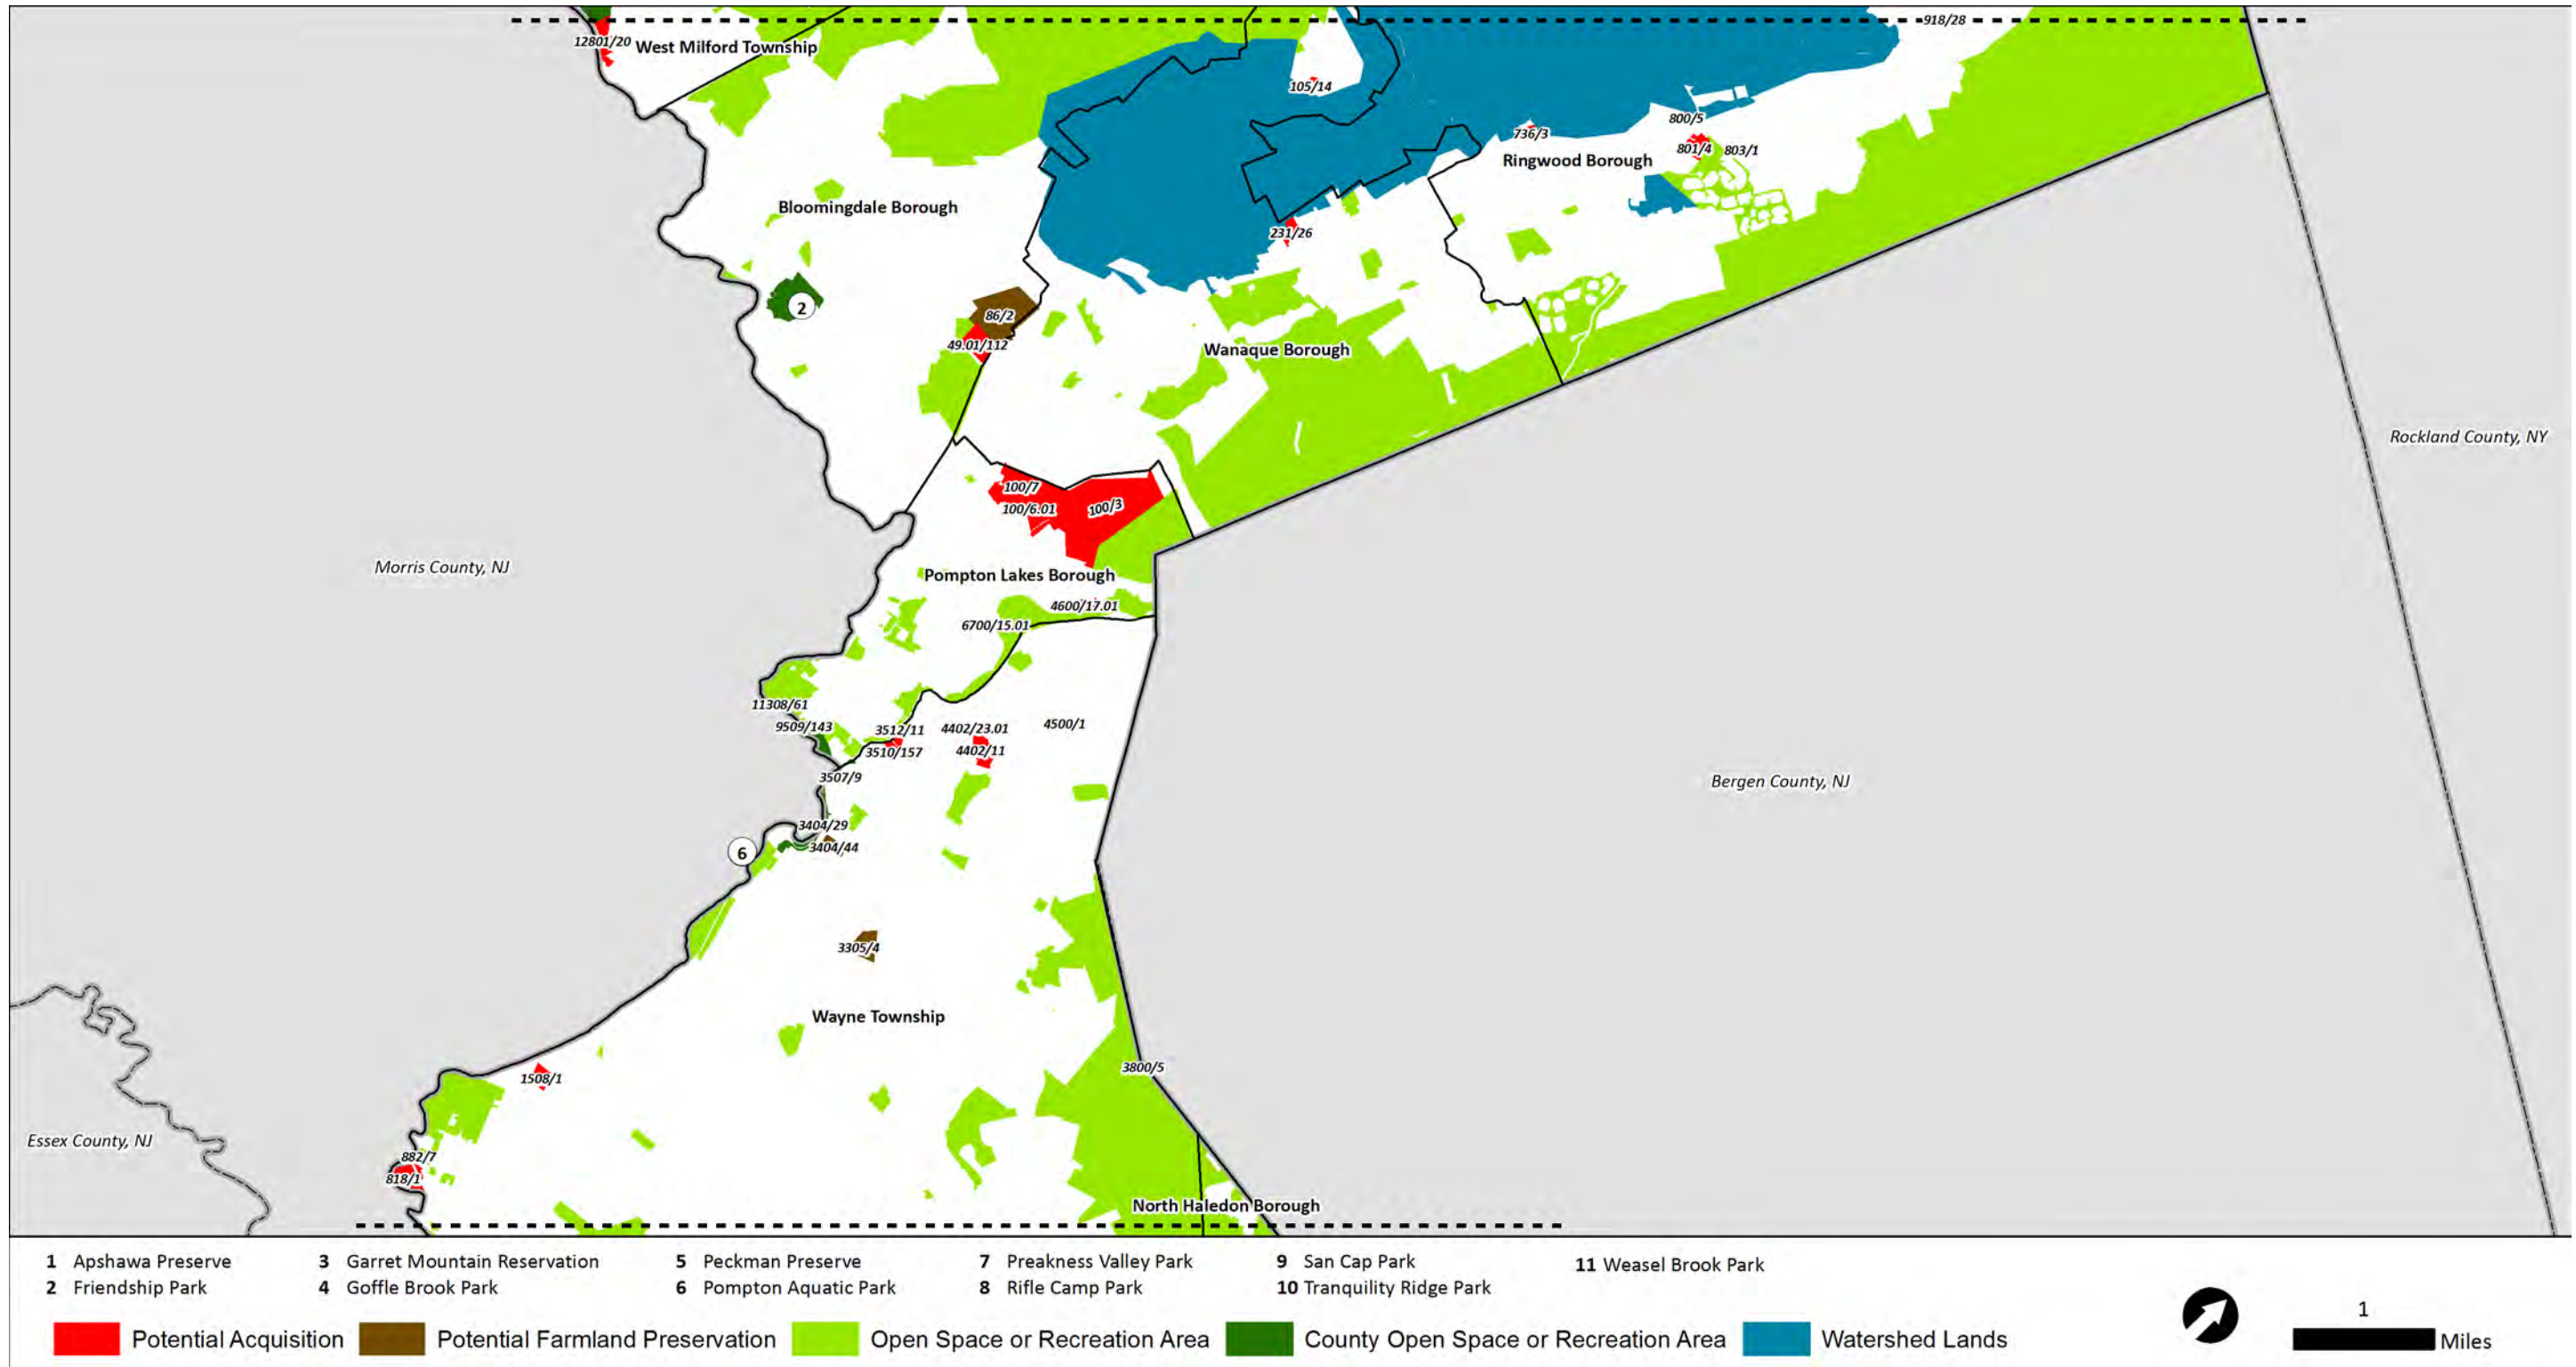 918/28
12801/20
West Milford Township
105/14
800/5
736/3
801/4
803/1
Ringwood Borough
Bloomingdale Borough
231/26
2
86/2
49.01/112
Wanaque Borough
Rockland County, NY
100/7
100/6.01
100/3
Morris County, NJ
Pompton Lakes Borough
4600/17.01
6700/15.01
11308/61
9509/143
3512/11
4402/23.01
4500/1
3510/157
4402/11
3507/9
Bergen County, NJ
3404/29
3404/44
6
3305/4
Wayne Township
3800/5
1508/1
Essex County, NJ
882/7
818/1
North Haledon Borough
1 Apshawa Preserve
2 Friendship Park
3 Garret Mountain Reservation
4 Goffle Brook Park
5 Peckman Preserve
6 Pompton Aquatic Park
7 Preakness Valley Park
8 Rifle Camp Park
9 San Cap Park
10 Tranquility Ridge Park
11 Weasel Brook Park
Potential Acquisition
Potential Farmland Preservation
Open Space or Recreation Area
County Open Space or Recreation Area
Watershed Lands
1
Miles